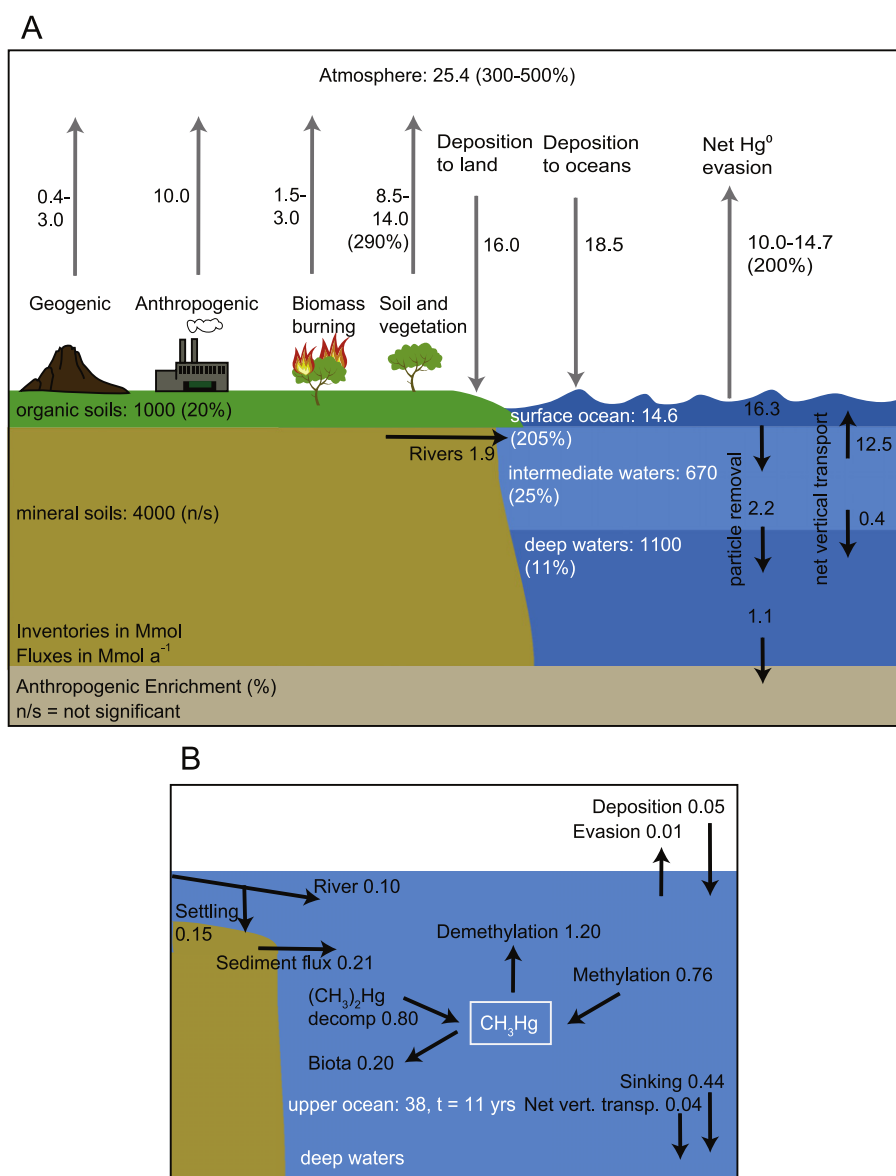 A
Atmosphere: 25.4 (300-500%)
Deposition
to land
Deposition
to oceans
Net Hg⁰
evasion
0.4-
3.0
10.0
1.5-
3.0
8.5-
14.0
(290%)
16.0
18.5
10.0-14.7
(200%)
Geogenic
Anthropogenic
Biomass
burning
Soil and
vegetation
organic soils: 1000 (20%)
surface ocean: 14.6
(205%)
16.3
12.5
Rivers 1.9
intermediate waters: 670
(25%)
particle removal
net vertical transport
mineral soils: 4000 (n/s)
2.2
0.4
deep waters: 1100
(11%)
1.1
Inventories in Mmol
Fluxes in Mmol a⁻¹
Anthropogenic Enrichment (%)
n/s = not significant
B
Deposition 0.05
Evasion 0.01
River 0.10
Settling
0.15
Sediment flux 0.21
Demethylation 1.20
Methylation 0.76
(CH₃)₂Hg
decomp 0.80
CH₃Hg
Biota 0.20
Sinking 0.44
upper ocean: 38, t = 11 yrs
Net vert. transp. 0.04
deep waters